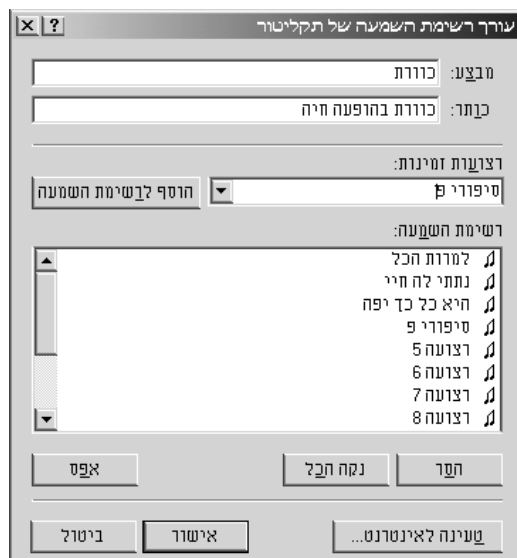 עורך רשימת השמעה של תקליטור
מבצע: כוורת
כותר: כוורת בהופעה חיה
רצועות זמינות:
סיפורי פ
הוסף לרשימת השמעה
רשימת השמעה:
למרות הכל
נתתי לה חיי
היא כל כך יפה
סיפורי פ
רצועה 5
רצועה 6
רצועה 7
רצועה 8
הסר
נקה הכל
אפס
טעינה לאינטרנט...
אישור
ביטול